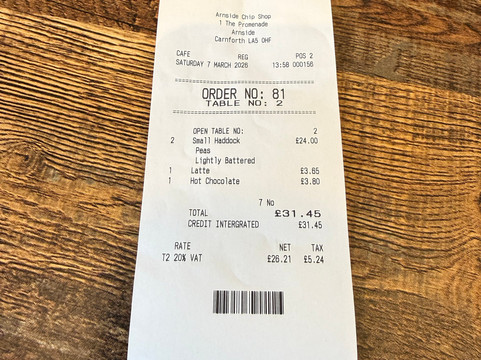 Arnside Chip Shop
1 The Promenade
Arnside
Carnforth LA5 0HF
CAFE REG POS 2
SATURDAY 7 MARCH 2026 13:58 000156
ORDER NO: 81
TABLE NO: 2
OPEN TABLE NO: 2
2 Small Haddock £24.00
Peas
Lightly Battered
1 Latte £3.65
1 Hot Chocolate £3.80
7 No
TOTAL £31.45
CREDIT INTERGRATED £31.45
RATE NET TAX
T2 20% VAT £26.21 £5.24